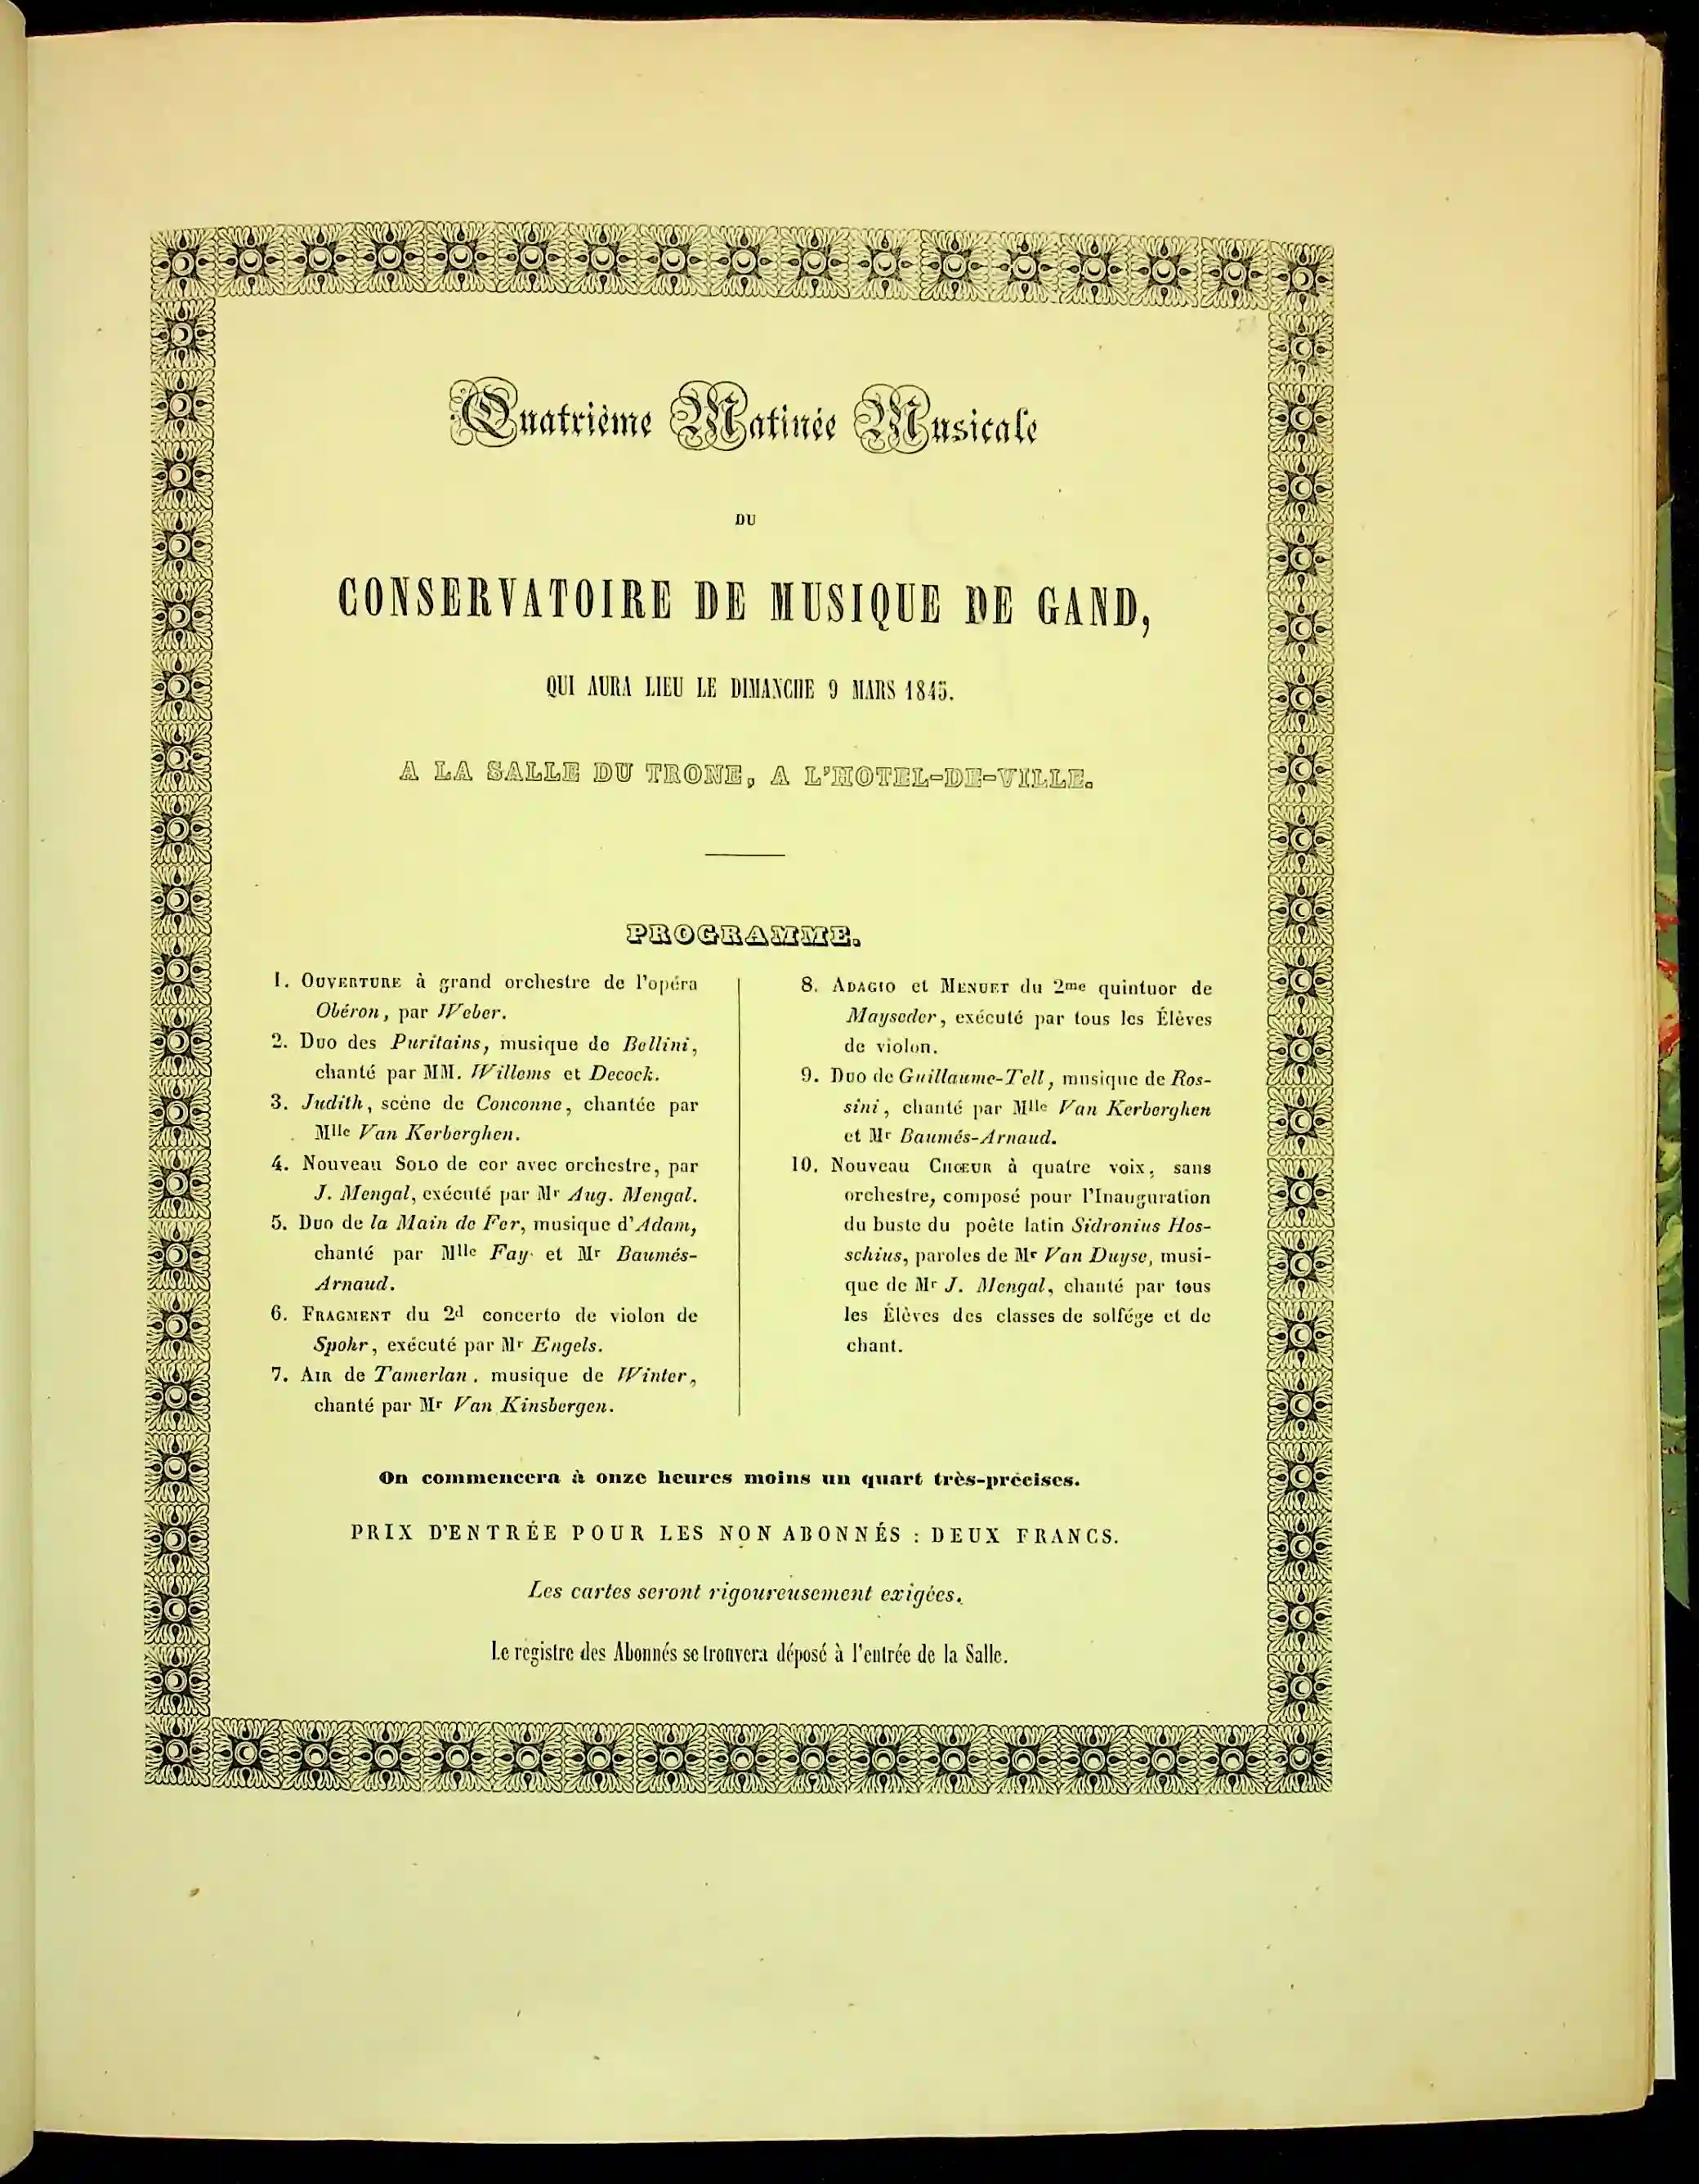 Quatrième Matinée Musicale
DU
CONSERVATOIRE DE MUSIQUE DE GAND,
QUI AURA LIEU LE DIMANCHE 9 MARS 1845.
A LA SALLE DU TRONE, A L'HOTEL-DE-VILLE.
PROGRAMME.
1. OUVERTURE à grand orchestre de l'opéra
Obéron, par Weber.
2. DUO des Puritains, musique de Bellini,
chanté par MM. Willems et Decock.
3. Judith, scène de Conconne, chantée par
Mlle Van Kerberghen.
4. Nouveau SOLO de cor avec orchestre, par
J. Mengal, exécuté par Mr Aug. Mengal.
5. Duo de la Main de Fer, musique d'Adam,
chanté par Mlle Fay et Mr Baumés-
Arnaud.
6. FRAGMENT du 2d concerto de violon de
Spohr, exécuté par Mr Engels.
7. AIR de Tamerlan, musique de Winter,
chanté par Mr Van Kinsbergen.
8. ADAGIO et MENUET du 2me quintuor de
Mayseder, exécuté par tous les Élèves
de violon.
9. DUO de Guillaume-Tell, musique de Ros-
sini, chanté par Mlle Van Kerberghen
et Mr Baumés-Arnaud.
10. Nouveau CHŒUR à quatre voix, sans
orchestre, composé pour l'Inauguration
du buste du poête latin Sidronius Hos-
schius, paroles de Mr Van Duyse, musi-
que de Mr J. Mengal, chanté par tous
les Élèves des classes de solfége et de
chant.
On commencera à onze heures moins un quart très-précises.
PRIX D'ENTRÉE POUR LES NON ABONNÉS : DEUX FRANCS.
Les cartes seront rigoureusement exigées.
Le registre des Abonnés se trouvera déposé à l'entrée de la Salle.